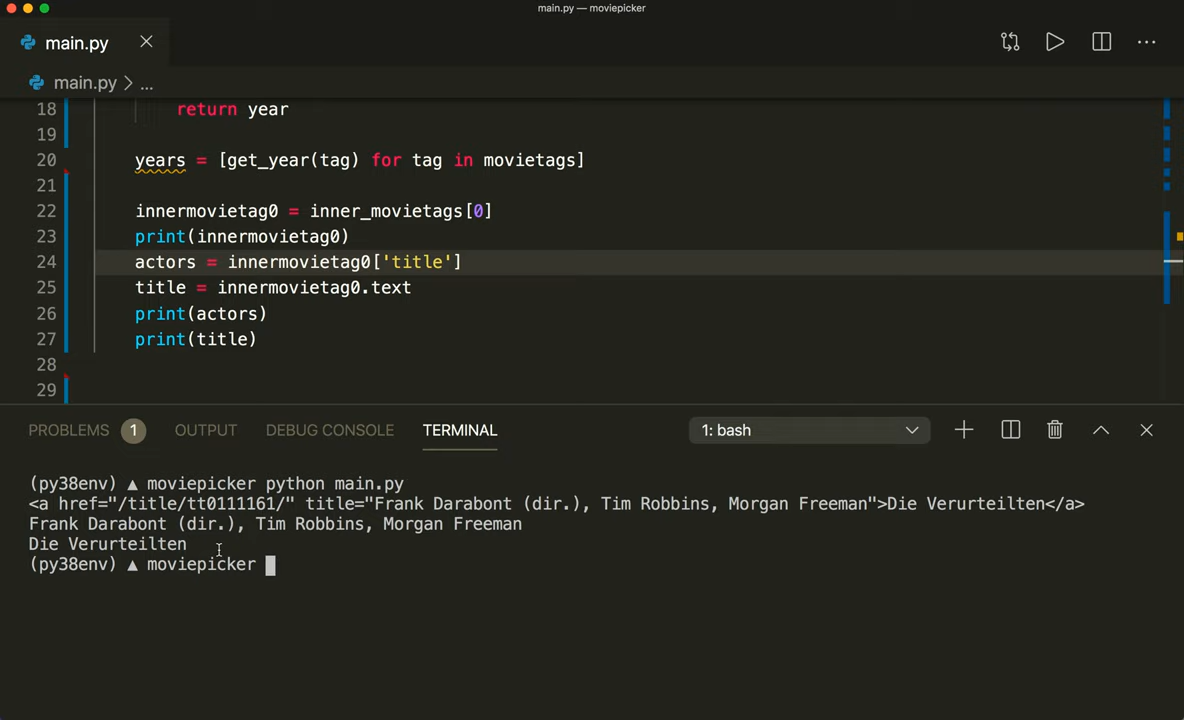 main.py — moviepicker
main.py
main.py > ...
18 return year
19
20 years = [get_year(tag) for tag in movietags]
21
22 innermovietag0 = inner_movietags[0]
23 print(innermovietag0)
24 actors = innermovietag0['title']
25 title = innermovietag0.text
26 print(actors)
27 print(title)
28
29
PROBLEMS 1 OUTPUT DEBUG CONSOLE TERMINAL 1: bash
(py38env) ▲ moviepicker python main.py
<a href="/title/tt0111161/" title="Frank Darabont (dir.), Tim Robbins, Morgan Freeman">Die Verurteilten</a>
Frank Darabont (dir.), Tim Robbins, Morgan Freeman
Die Verurteilten
(py38env) ▲ moviepicker